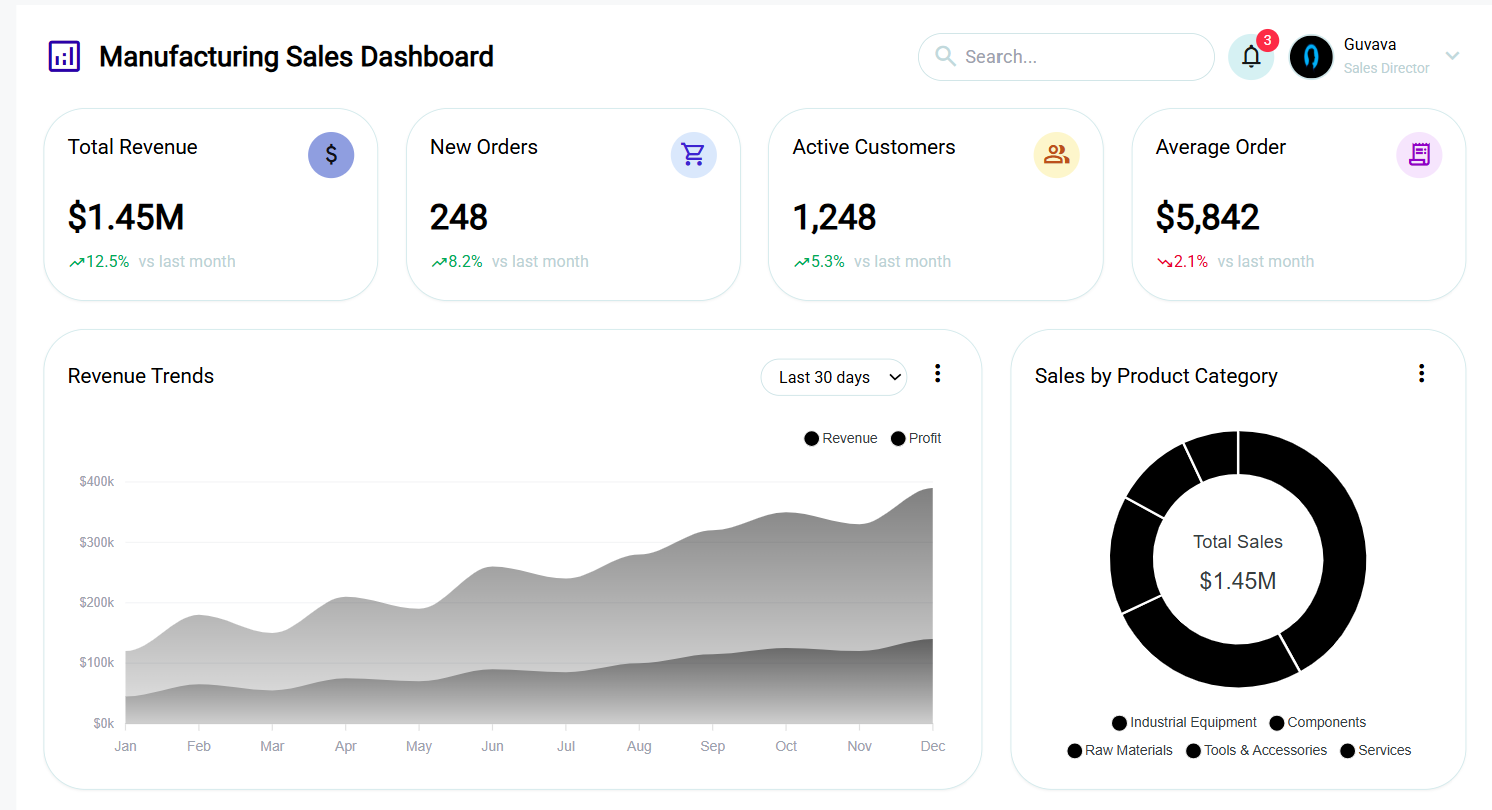 Manufacturing Sales Dashboard
Search...
3
Guvava
Sales Director
Total Revenue
$
$1.45M
12.5% vs last month
New Orders
248
8.2% vs last month
Active Customers
1,248
5.3% vs last month
Average Order
$5,842
2.1% vs last month
Revenue Trends
Last 30 days
Revenue Profit
$400k
$300k
$200k
$100k
$0k
Jan Feb Mar Apr May Jun Jul Aug Sep Oct Nov Dec
Sales by Product Category
Total Sales
$1.45M
Industrial Equipment Components
Raw Materials Tools & Accessories Services